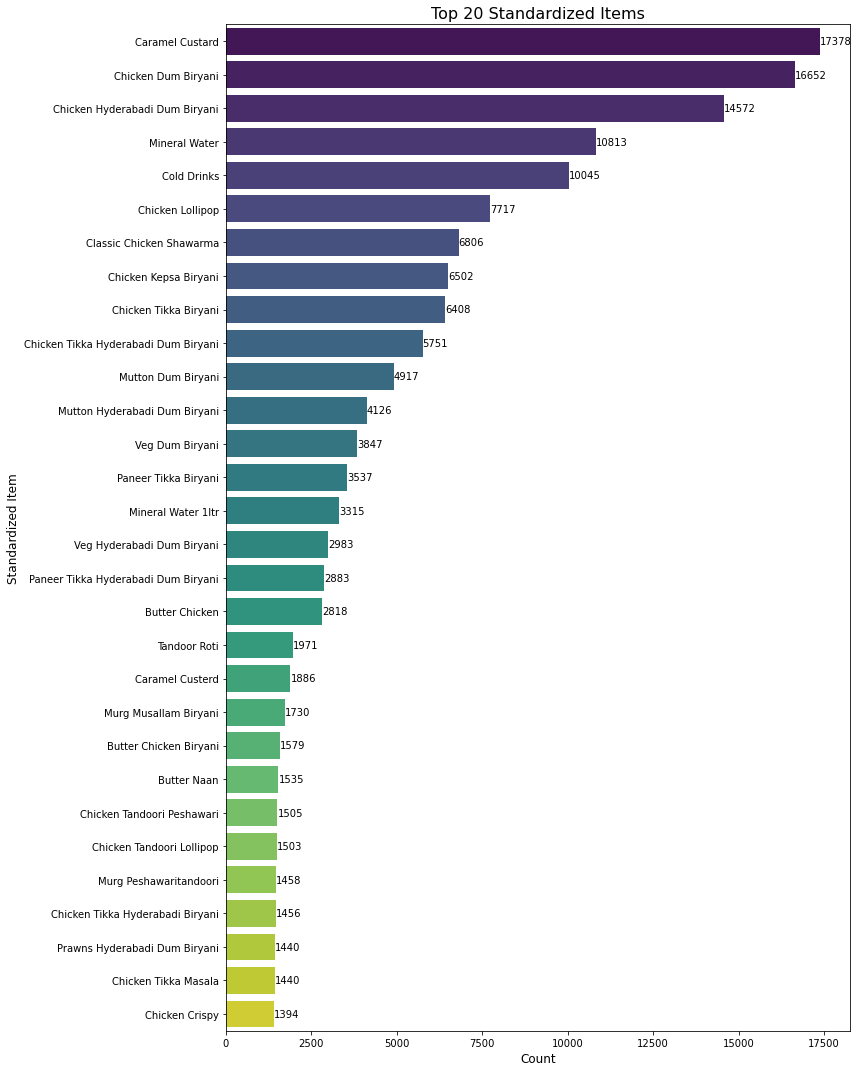 Top 20 Standardized Items
Standardized Item
Caramel Custard 17378
Chicken Dum Biryani 16652
Chicken Hyderabadi Dum Biryani 14572
Mineral Water 10813
Cold Drinks 10045
Chicken Lollipop 7717
Classic Chicken Shawarma 6806
Chicken Kepsa Biryani 6502
Chicken Tikka Biryani 6408
Chicken Tikka Hyderabadi Dum Biryani 5751
Mutton Dum Biryani 4917
Mutton Hyderabadi Dum Biryani 4126
Veg Dum Biryani 3847
Paneer Tikka Biryani 3537
Mineral Water 1ltr 3315
Veg Hyderabadi Dum Biryani 2983
Paneer Tikka Hyderabadi Dum Biryani 2883
Butter Chicken 2818
Tandoor Roti 1971
Caramel Custerd 1886
Murg Musallam Biryani 1730
Butter Chicken Biryani 1579
Butter Naan 1535
Chicken Tandoori Peshawari 1505
Chicken Tandoori Lollipop 1503
Murg Peshawaritandoori 1458
Chicken Tikka Hyderabadi Biryani 1456
Prawns Hyderabadi Dum Biryani 1440
Chicken Tikka Masala 1440
Chicken Crispy 1394
0 2500 5000 7500 10000 12500 15000 17500
Count